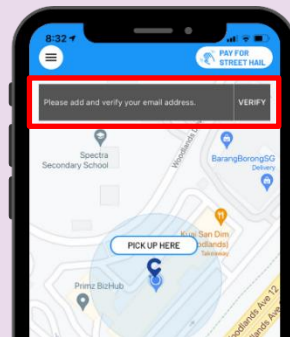 8:32
PAY FOR
STREET HAIL
Please add and verify your email address.
VERIFY
Woodlands
Spectra
Secondary School
BarangBorongSG
Delivery
Kuai San Dim
(Woodlands)
Takeaway
PICK UP HERE
C
Primz BizHub
Woodlands Ave 12